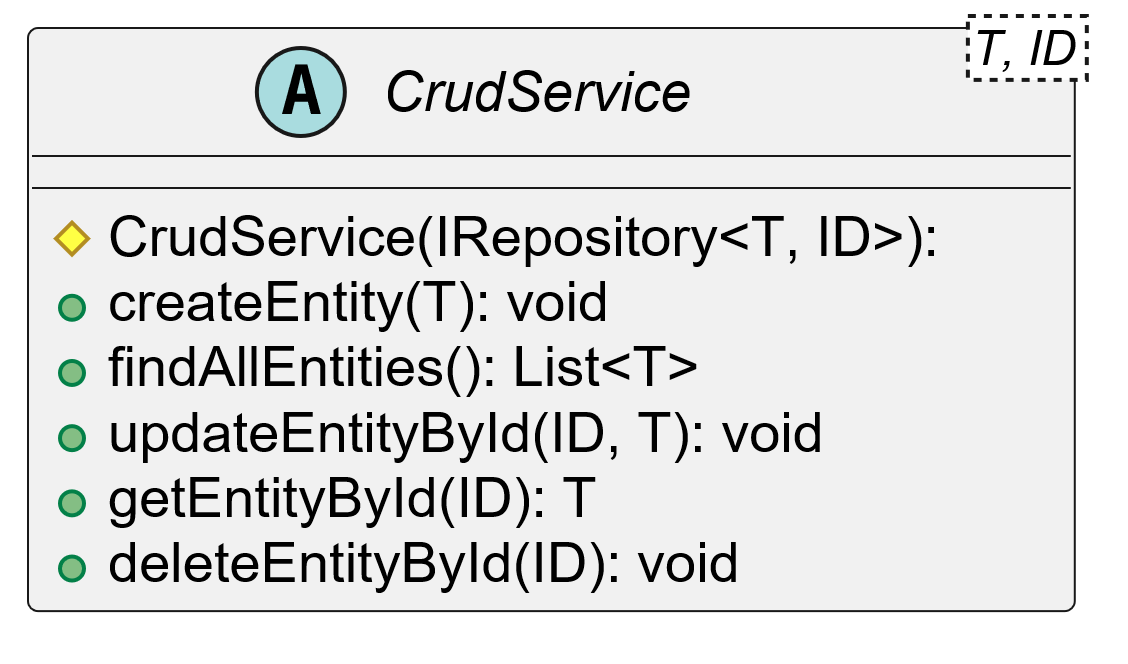 T, ID
A CrudService
CrudService(IRepository<T, ID>):
createEntity(T): void
findAllEntities(): List<T>
updateEntityById(ID, T): void
getEntityById(ID): T
deleteEntityById(ID): void